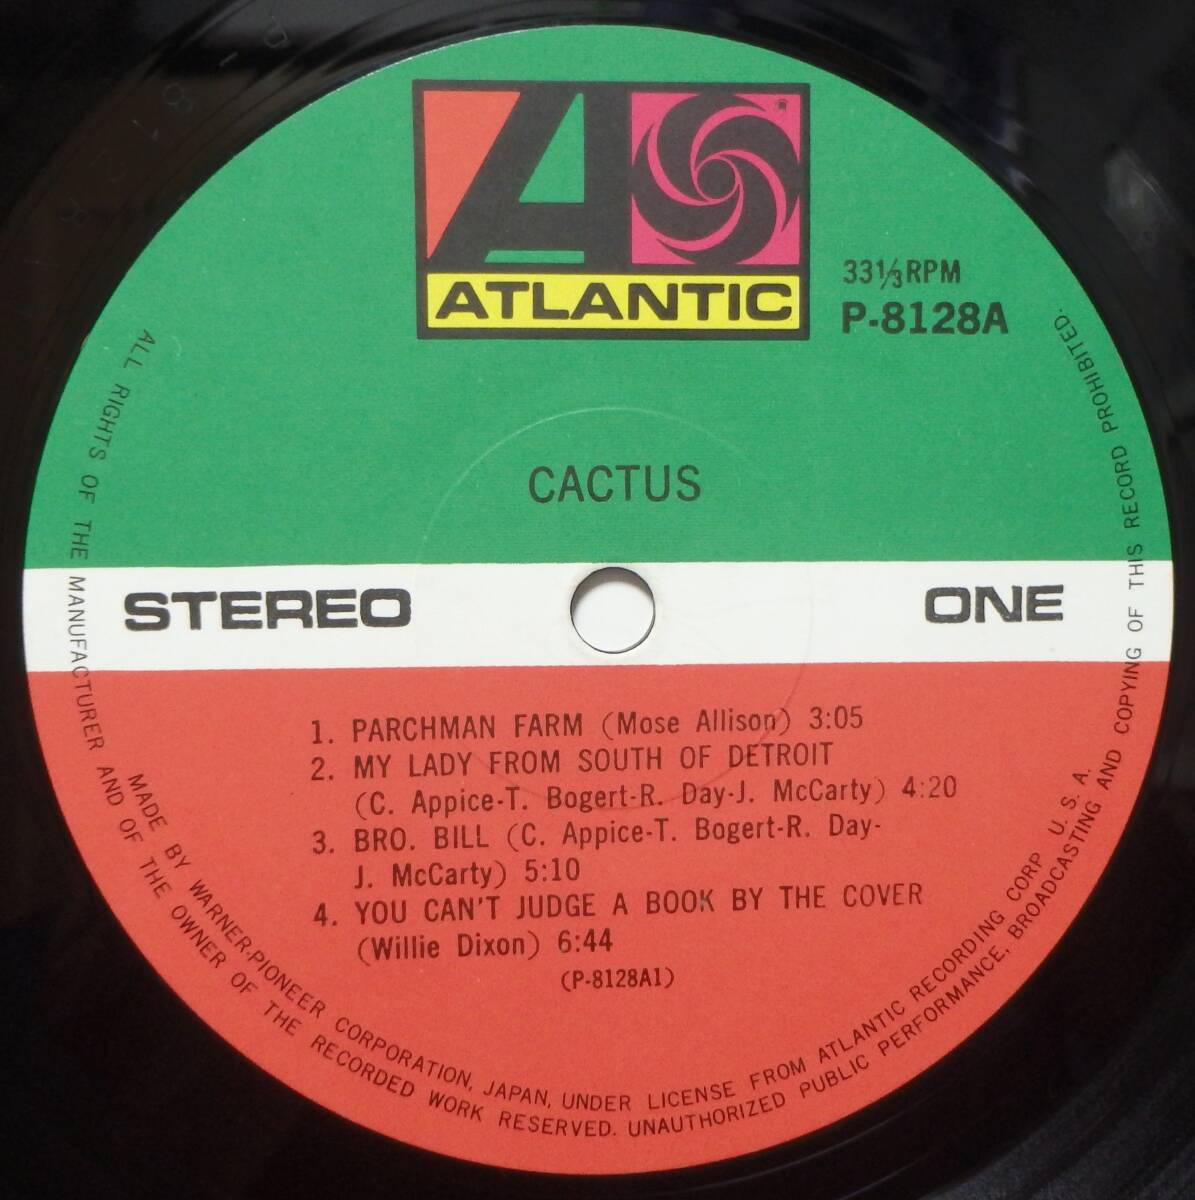 ATLANTIC
33⅓RPM
P-8128A
CACTUS
STEREO
ONE
1. PARCHMAN FARM (Mose Allison) 3:05
2. MY LADY FROM SOUTH OF DETROIT
(C. Appice-T. Bogert-R. Day-J. McCarty) 4:20
3. BRO. BILL (C. Appice-T. Bogert-R. Day-
J. McCarty) 5:10
4. YOU CAN'T JUDGE A BOOK BY THE COVER
(Willie Dixon) 6:44
(P-8128A1)
MADE BY WARNER-PIONEER CORPORATION, JAPAN, UNDER LICENSE FROM ATLANTIC RECORDING CORP U. S. A.
ALL RIGHTS OF THE MANUFACTURER AND OF THE OWNER OF THE RECORDED WORK RESERVED. UNAUTHORIZED PUBLIC PERFORMANCE, BROADCASTING AND COPYING OF THIS RECORD PROHIBITED.